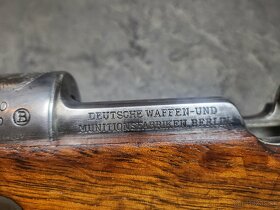 B
DEUTSCHE WAFFEN-UND
MUNITIONSFABRIKEN, BERLIN